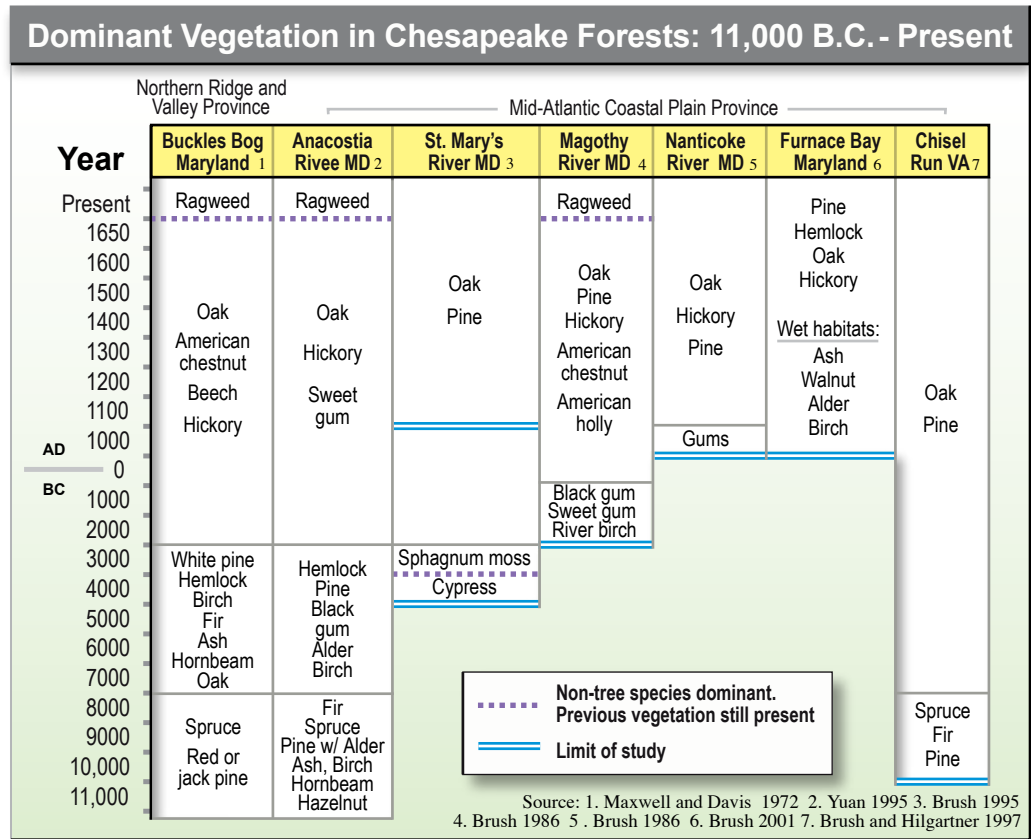 Dominant Vegetation in Chesapeake Forests: 11,000 B.C. - Present
Northern Ridge and
Valley Province
Mid-Atlantic Coastal Plain Province
Year
Buckles Bog
Maryland 1
Anacostia
Rivee MD 2
St. Mary's
River MD 3
Magothy
River MD 4
Nanticoke
River MD 5
Furnace Bay
Maryland 6
Chisel
Run VA 7
Present
1650
1600
1500
1400
1300
1200
1100
1000
AD
0
BC
1000
2000
3000
4000
5000
6000
7000
8000
9000
10,000
11,000
Ragweed
Oak
American
chestnut
Beech
Hickory
White pine
Hemlock
Birch
Fir
Ash
Hornbeam
Oak
Spruce
Red or
jack pine
Ragweed
Oak
Hickory
Sweet
gum
Hemlock
Pine
Black
gum
Alder
Birch
Fir
Spruce
Pine w/ Alder
Ash, Birch
Hornbeam
Hazelnut
Oak
Pine
Sphagnum moss
Cypress
Ragweed
Oak
Pine
Hickory
American
chestnut
American
holly
Black gum
Sweet gum
River birch
Oak
Hickory
Pine
Gums
Pine
Hemlock
Oak
Hickory
Wet habitats:
Ash
Walnut
Alder
Birch
Oak
Pine
Spruce
Fir
Pine
Non-tree species dominant.
Previous vegetation still present
Limit of study
Source: 1. Maxwell and Davis 1972 2. Yuan 1995 3. Brush 1995
4. Brush 1986 5 . Brush 1986 6. Brush 2001 7. Brush and Hilgartner 1997